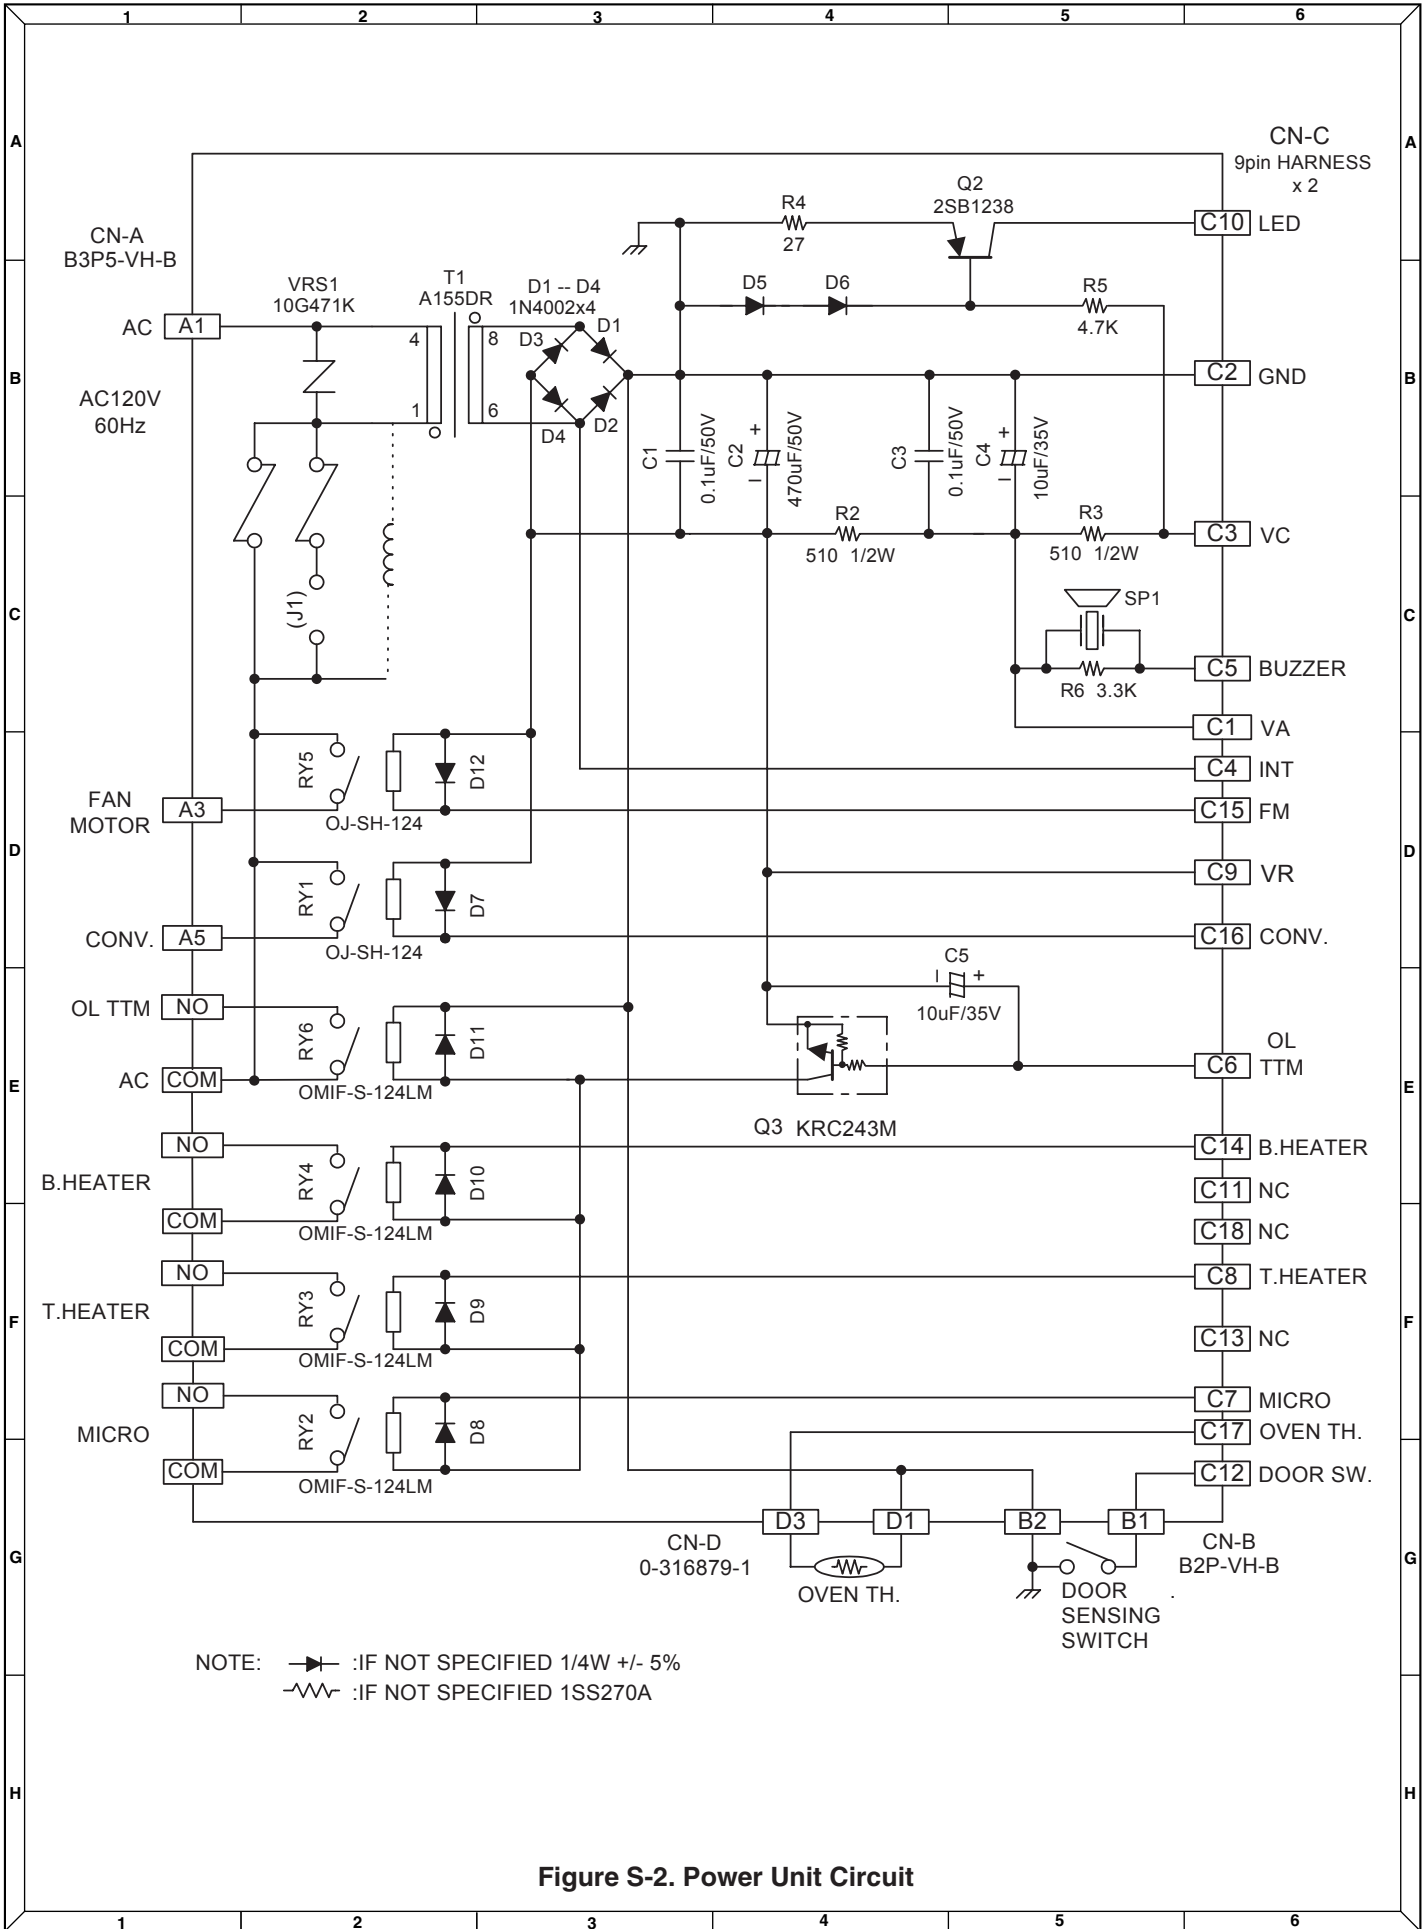 1 2 3 4 5 6
A A
CN-C
9pin HARNESS
x 2
Q2
2SB1238
R4
27
C10 LED
CN-A
B3P5-VH-B
VRS1
10G471K
T1
A155DR
D1 -- D4
1N4002x4
D5 D6
R5
4.7K
AC A1
4 8
D3 D1
B B
C2 GND
AC120V
60Hz
1 6
D4 D2
C1
0.1uF/50V
C2
+
–
470uF/50V
C3
0.1uF/50V
C4
+
–
10uF/35V
R2
510 1/2W
R3
510 1/2W
C3 VC
(J1)
SP1
C C
R6 3.3K
C5 BUZZER
C1 VA
RY5
D12
C4 INT
FAN
MOTOR
A3
OJ-SH-124
C15 FM
D D
RY1
D7
C9 VR
CONV. A5
OJ-SH-124
C16 CONV.
C5
– +
10uF/35V
OL TTM NO
RY6
D11
OL
TTM
C6
AC COM
OMIF-S-124LM
E E
Q3 KRC243M
NO
B.HEATER
RY4
D10
C14 B.HEATER
C11 NC
COM
OMIF-S-124LM
C18 NC
NO
T.HEATER
RY3
D9
C8 T.HEATER
F F
COM
OMIF-S-124LM
C13 NC
NO
MICRO
RY2
D8
C7 MICRO
C17 OVEN TH.
COM
OMIF-S-124LM
C12 DOOR SW.
D3 D1 B2 B1
CN-D
0-316879-1
CN-B
B2P-VH-B
G G
OVEN TH.
DOOR .
SENSING
SWITCH
NOTE: :IF NOT SPECIFIED 1/4W +/- 5%
:IF NOT SPECIFIED 1SS270A
H H
Figure S-2. Power Unit Circuit
1 2 3 4 5 6